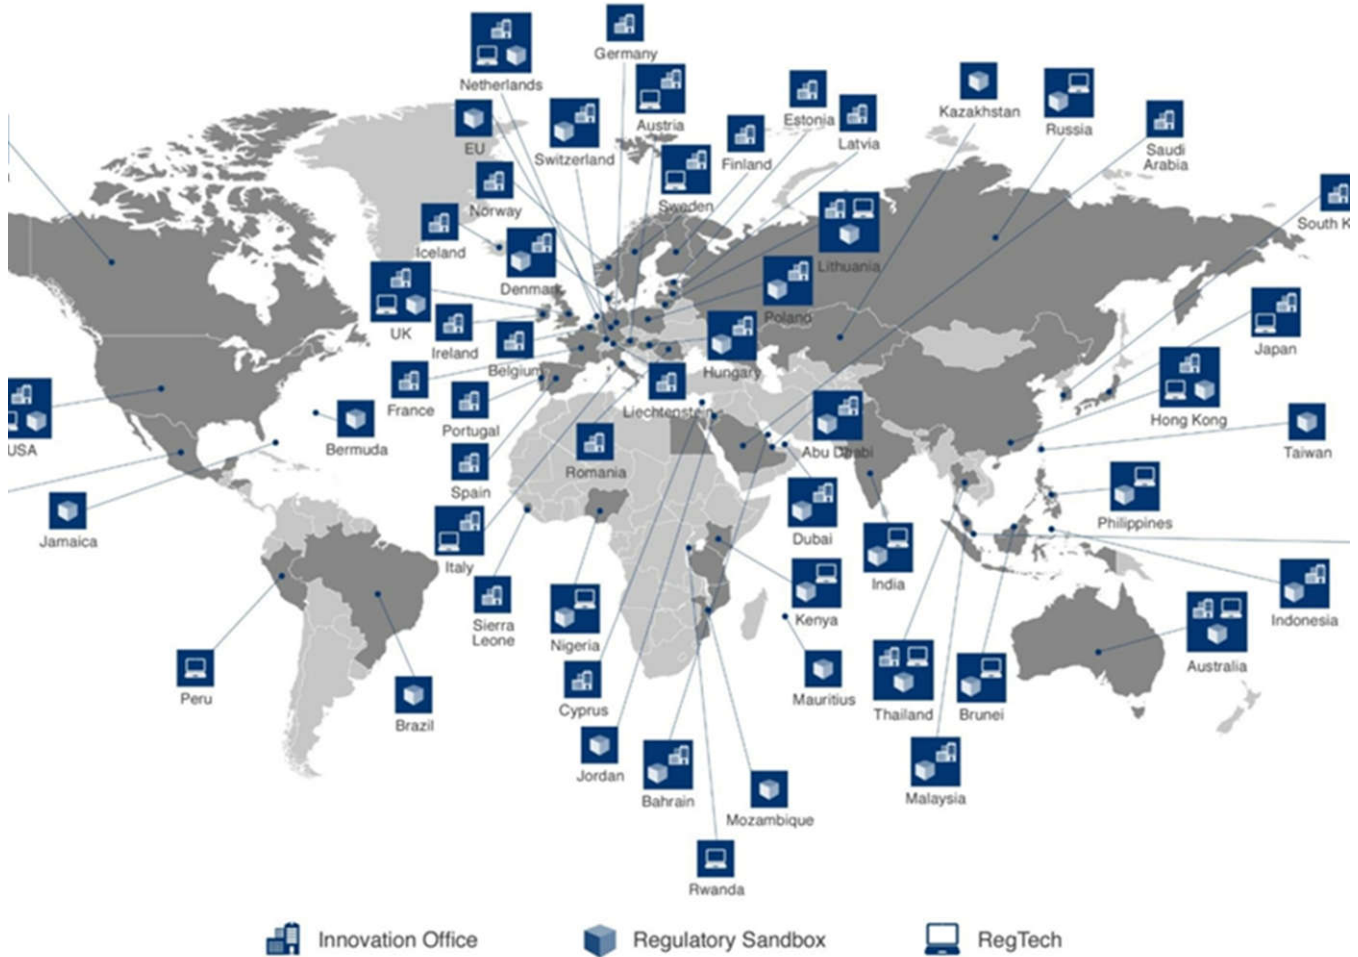 Germany
Netherlands
Austria
Kazakhstan
Russia
Estonia
EU
Switzerland
Finland
Latvia
Saudi
Arabia
Norway
Sweden
South K
Iceland
Lithuania
Denmark
Poland
UK
Ireland
Belgium
Hungary
Japan
France
Liechtenstein
Portugal
Hong Kong
USA
Bermuda
Abu Dhabi
Taiwan
Romania
Spain
Jamaica
Philippines
Dubai
Italy
India
Sierra
Leone
Nigeria
Kenya
Indonesia
Australia
Peru
Cyprus
Mauritius
Thailand
Brunei
Brazil
Jordan
Bahrain
Malaysia
Mozambique
Rwanda
Innovation Office
Regulatory Sandbox
RegTech